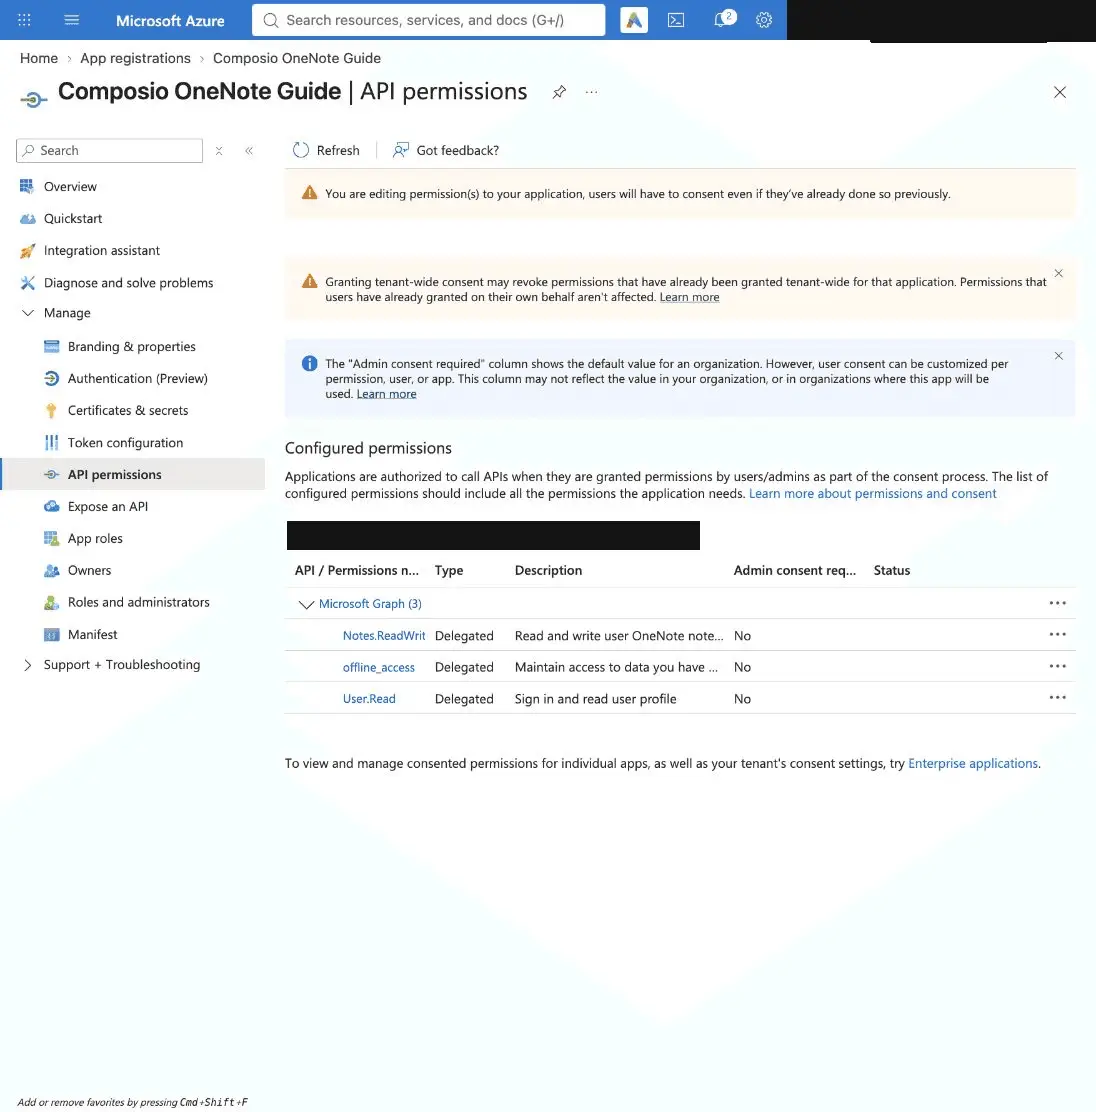 Microsoft Azure
Search resources, services, and docs (G+/)
2
Home > App registrations > Composio OneNote Guide
Composio OneNote Guide | API permissions
Search
Refresh
Got feedback?
Overview
Quickstart
Integration assistant
Diagnose and solve problems
Manage
Branding & properties
Authentication (Preview)
Certificates & secrets
Token configuration
API permissions
Expose an API
App roles
Owners
Roles and administrators
Manifest
Support + Troubleshooting
You are editing permission(s) to your application, users will have to consent even if they've already done so previously.
Granting tenant-wide consent may revoke permissions that have already been granted tenant-wide for that application. Permissions that
users have already granted on their own behalf aren't affected. Learn more
The "Admin consent required" column shows the default value for an organization. However, user consent can be customized per
permission, user, or app. This column may not reflect the value in your organization, or in organizations where this app will be
used. Learn more
Configured permissions
Applications are authorized to call APIs when they are granted permissions by users/admins as part of the consent process. The list of
configured permissions should include all the permissions the application needs. Learn more about permissions and consent
API / Permissions n... Type Description Admin consent req... Status
Microsoft Graph (3)
Notes.ReadWrit Delegated Read and write user OneNote note... No
offline_access Delegated Maintain access to data you have ... No
User.Read Delegated Sign in and read user profile No
To view and manage consented permissions for individual apps, as well as your tenant's consent settings, try Enterprise applications.
Add or remove favorites by pressing Cmd+Shift+F